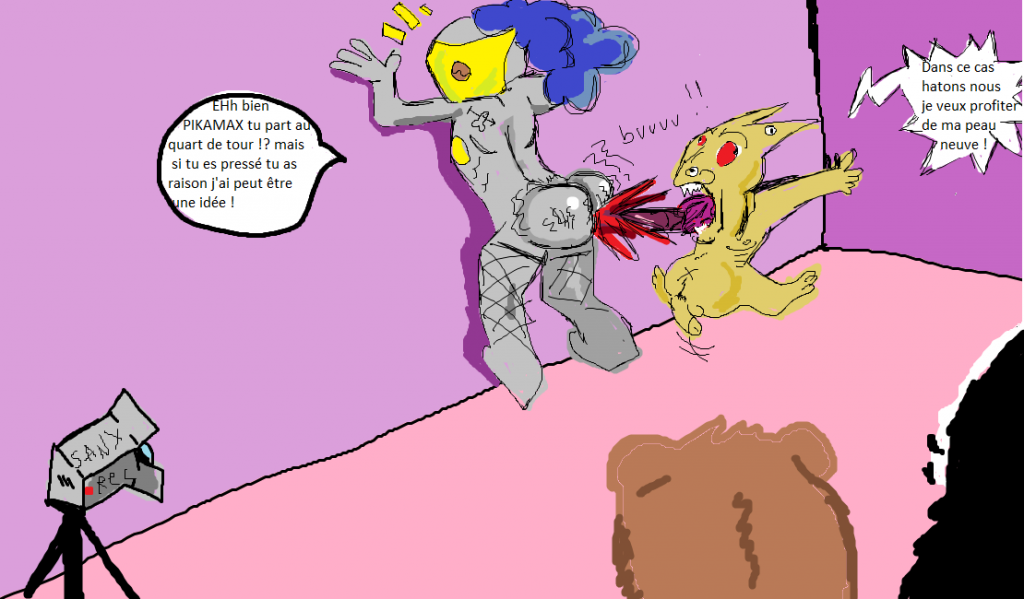 EHh bien
PIKAMAX tu part au
quart de tour !? mais
si tu es pressé tu as
raison j'ai peut être
une idée !
Dans ce cas
hatons nous
je veux profiter
de ma peau
neuve !
bvvvv !!
SANX
REC